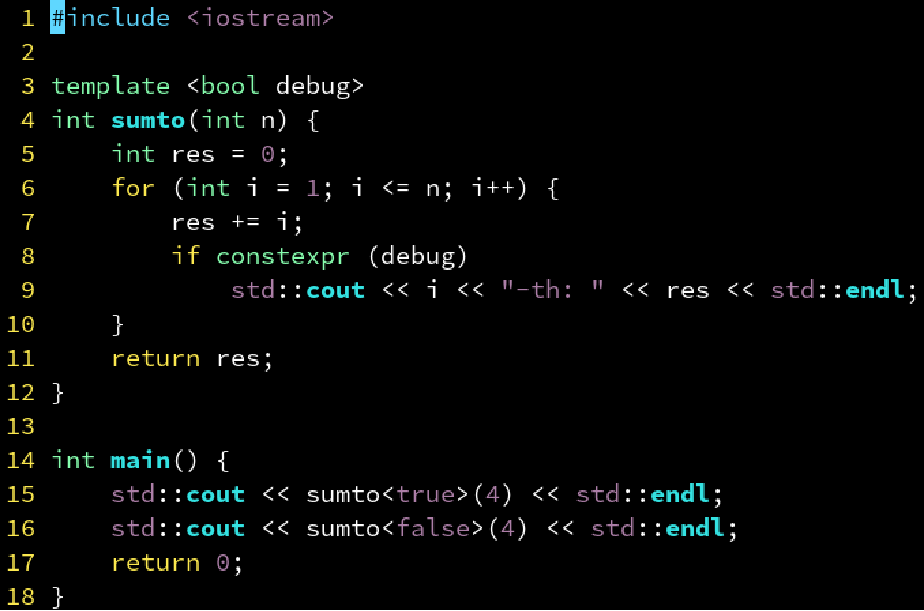 1 #include <iostream>
2
3 template <bool debug>
4 int sumto(int n) {
5     int res = 0;
6     for (int i = 1; i <= n; i++) {
7         res += i;
8         if constexpr (debug)
9             std::cout << i << "-th: " << res << std::endl;
10     }
11     return res;
12 }
13
14 int main() {
15     std::cout << sumto<true>(4) << std::endl;
16     std::cout << sumto<false>(4) << std::endl;
17     return 0;
18 }